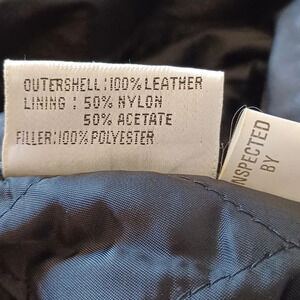 OUTERSHELL:100% LEATHER
LINING : 50% NYLON
50% ACETATE
FILLER:100% POLYESTER
INSPECTED
BY